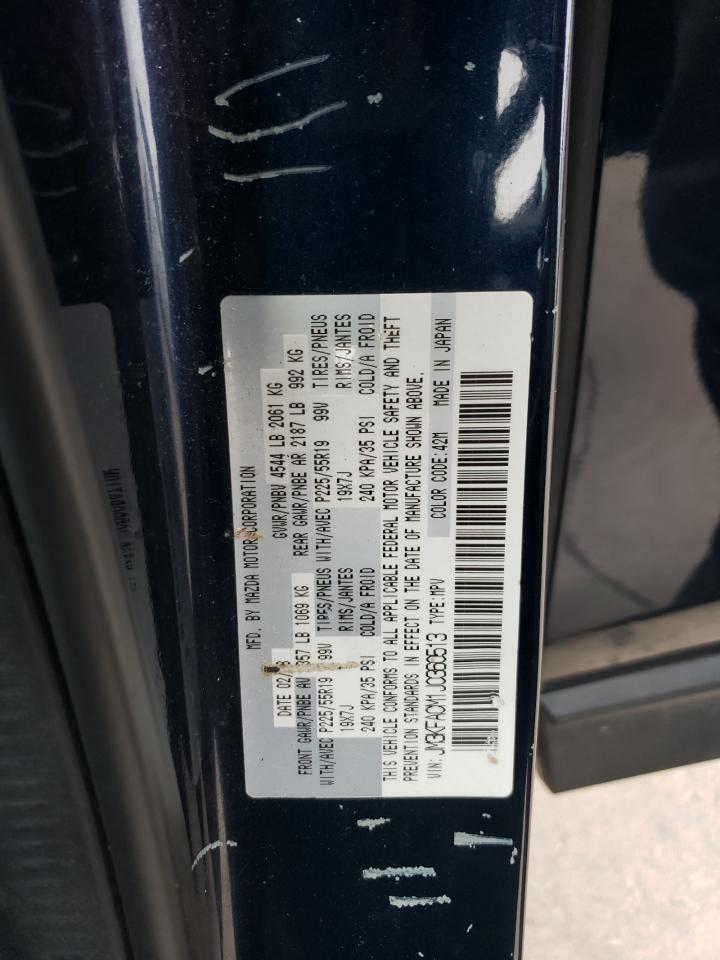 MFD. BY MAZDA MOTOR CORPORATION
DATE 02/ GVWR/PNBV 4544 LB 2061 KG
FRONT GAWR/PNBE AV 357 LB 1069 KG REAR GAWR/PNBE AR 2187 LB 992 KG
WITH/AVEC P225/55R19 99V TIRES/PNEUS WITH/AVEC P225/55R19 99V TIRES/PNEUS
19X7J RIMS/JANTES 19X7J RIMS/JANTES
240 KPA/35 PSI COLD/A FROID 240 KPA/35 PSI COLD/A FROID
THIS VEHICLE CONFORMS TO ALL APPLICABLE FEDERAL MOTOR VEHICLE SAFETY AND THEFT
PREVENTION STANDARDS IN EFFECT ON THE DATE OF MANUFACTURE SHOWN ABOVE.
VIN: JM3KFACM1J0360513 TYPE:MPV COLOR CODE:42M MADE IN JAPAN